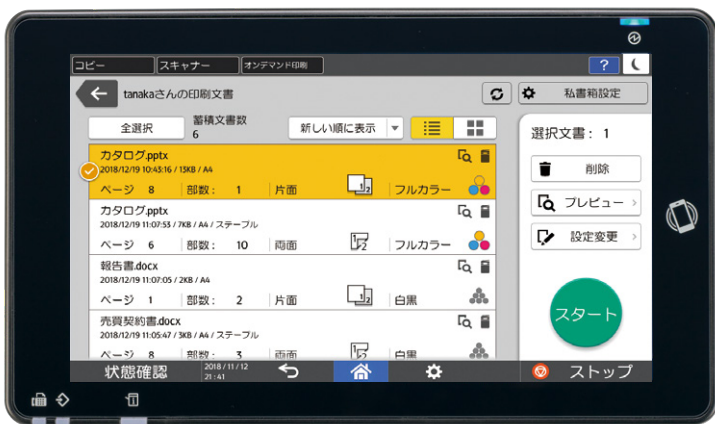 コピー
スキャナー
オンデマンド印刷
?
tanakaさんの印刷文書
私書箱設定
全選択
蓄積文書数
6
新しい順に表示
選択文書： 1
カタログ.pptx
2018/12/19 10:43:16 / 13KB / A4
ページ 8 部数： 1 片面 1 2 フルカラー
カタログ.pptx
2018/12/19 11:07:53 / 7KB / A4 / ステープル
ページ 6 部数： 10 両面 1 2 フルカラー
報告書.docx
2018/12/19 11:07:05 / 2KB / A4
ページ 1 部数： 2 片面 1 2 白黒
売買契約書.docx
2018/12/19 11:05:47 / 3KB / A4 / ステープル
ページ 8 部数： 3 両面 1 2 白黒
削除
プレビュー
設定変更
スタート
状態確認
2018/11/12
21:41
ストップ